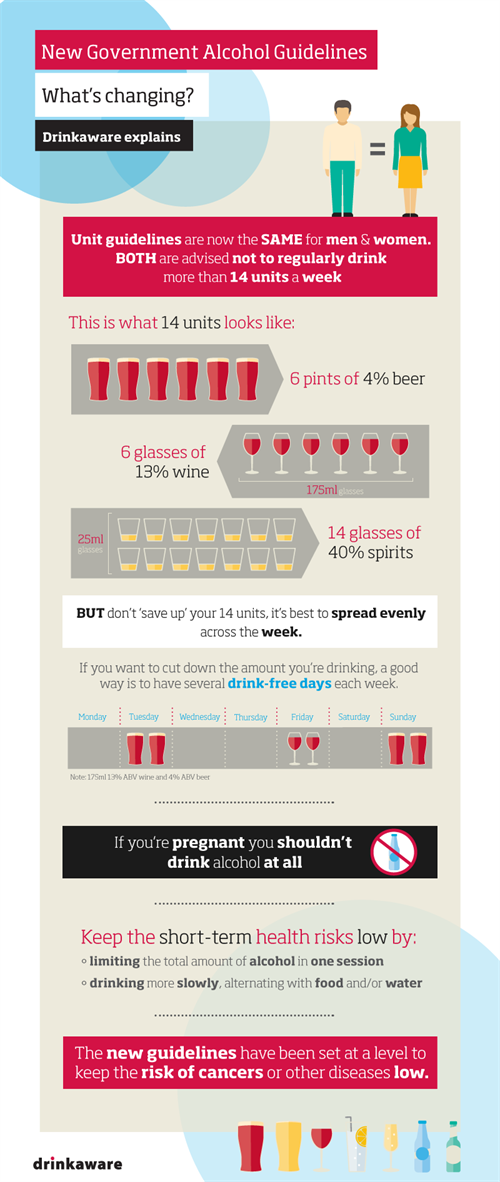 New Government Alcohol Guidelines
What's changing?
Drinkaware explains
=
Unit guidelines are now the SAME for men & women.
BOTH are advised not to regularly drink
more than 14 units a week
This is what 14 units looks like:
6 pints of 4% beer
6 glasses of
13% wine
175ml glasses
25ml
glasses
14 glasses of
40% spirits
BUT don't 'save up' your 14 units, it's best to spread evenly
across the week.
If you want to cut down the amount you're drinking, a good
way is to have several drink-free days each week.
Monday Tuesday Wednesday Thursday Friday Saturday Sunday
Note: 175ml 13% ABV wine and 4% ABV beer
If you're pregnant you shouldn't
drink alcohol at all
Keep the short-term health risks low by:
limiting the total amount of alcohol in one session
drinking more slowly, alternating with food and/or water
The new guidelines have been set at a level to
keep the risk of cancers or other diseases low.
drinkaware